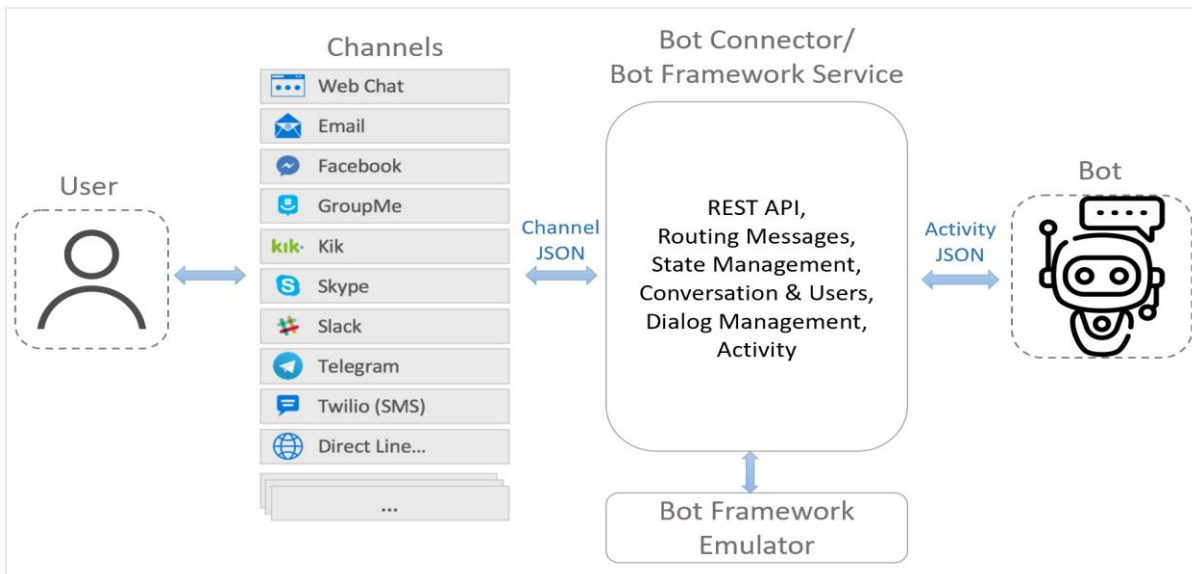 User
Channels
Web Chat
Email
Facebook
GroupMe
kik. Kik
Skype
Slack
Telegram
Twilio (SMS)
Direct Line...
...
Channel
JSON
Bot Connector/
Bot Framework Service
REST API,
Routing Messages,
State Management,
Conversation & Users,
Dialog Management,
Activity
Bot Framework
Emulator
Activity
JSON
Bot